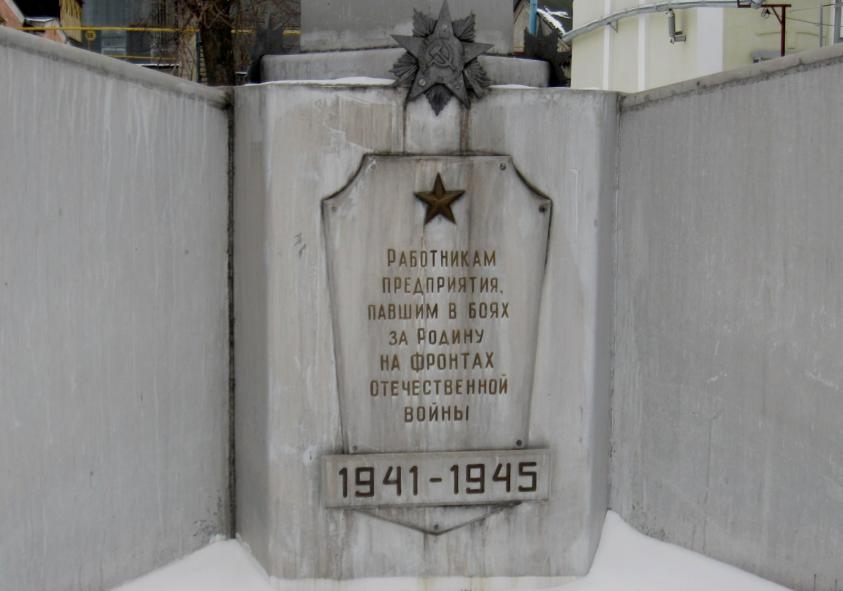 Работникам
предприятия,
павшим в боях
за Родину
на фронтах
отечественной
войны
1941-1945